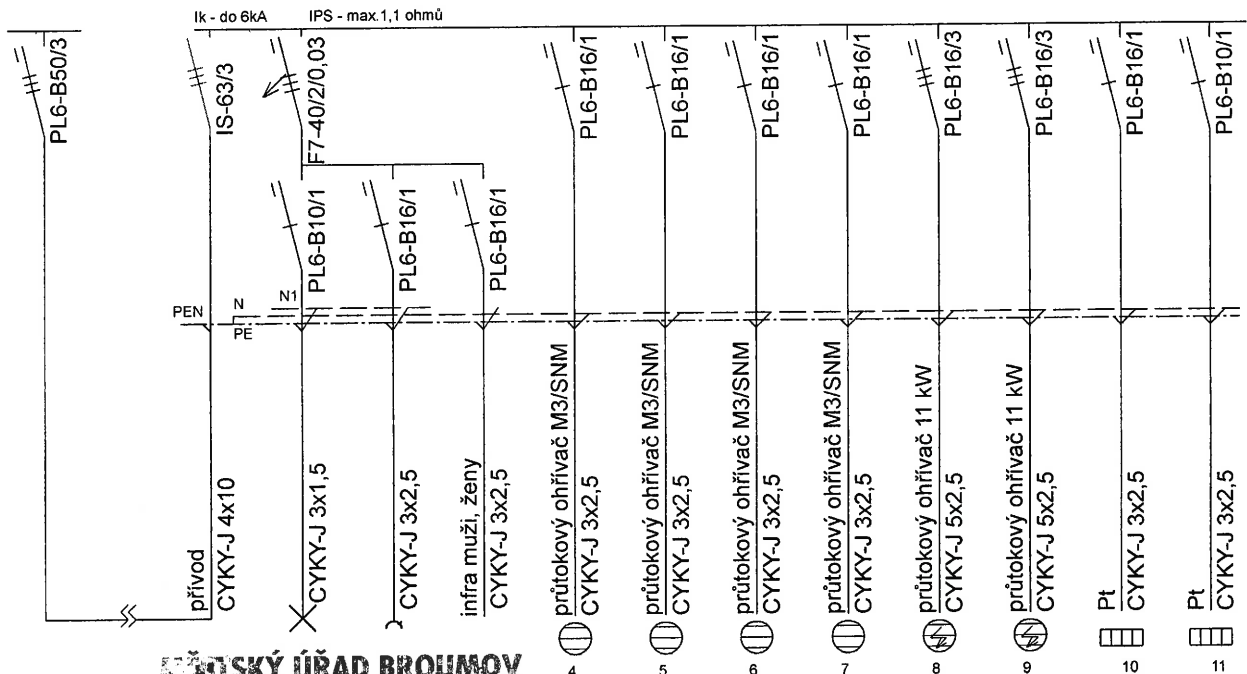 Ik - do 6kA
IPS - max.1,1 ohmů
PL6-B50/3
IS-63/3
F7-40/2/0,03
PL6-B16/1
PL6-B16/1
PL6-B16/1
PL6-B16/1
PL6-B16/3
PL6-B16/3
PL6-B16/1
PL6-B10/1
PL6-B10/1
PL6-B16/1
PL6-B16/1
PEN
N
N1
PE
přívod
CYKY-J 4x10
CYKY-J 3x1,5
CYKY-J 3x2,5
infra muži, ženy
CYKY-J 3x2,5
průtokový ohřívač M3/SNM
CYKY-J 3x2,5
průtokový ohřívač M3/SNM
CYKY-J 3x2,5
průtokový ohřívač M3/SNM
CYKY-J 3x2,5
průtokový ohřívač M3/SNM
CYKY-J 3x2,5
průtokový ohřívač 11 kW
CYKY-J 5x2,5
průtokový ohřívač 11 kW
CYKY-J 5x2,5
Pt
CYKY-J 3x2,5
Pt
CYKY-J 3x2,5
4
5
6
7
8
9
10
11
MĚSTSKÝ ÚŘAD BROUMOV